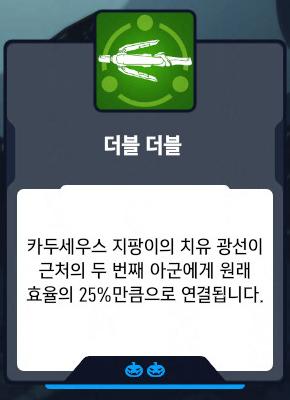 더블 더블
카두세우스 지팡이의 치유 광선이
근처의 두 번째 아군에게 원래
효율의 25%만큼으로 연결됩니다.